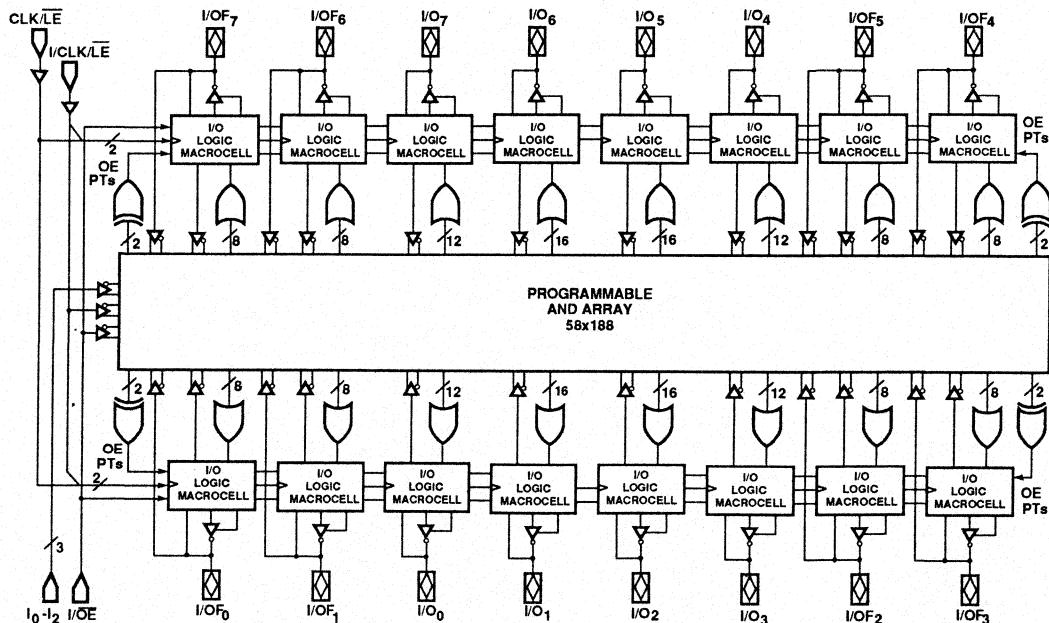 CLK/L̅E̅
I/CLK/L̅E̅
I/OF7
I/OF6
I/O7
I/O6
I/O5
I/O4
I/OF5
I/OF4
I/O LOGIC MACROCELL
I/O LOGIC MACROCELL
I/O LOGIC MACROCELL
I/O LOGIC MACROCELL
I/O LOGIC MACROCELL
I/O LOGIC MACROCELL
I/O LOGIC MACROCELL
I/O LOGIC MACROCELL
2
OE
PTs
OE
PTs
2
8
8
12
16
16
12
8
8
2
PROGRAMMABLE
AND ARRAY
58x188
2
8
8
12
16
16
12
8
8
2
OE
PTs
2
I/O LOGIC MACROCELL
I/O LOGIC MACROCELL
I/O LOGIC MACROCELL
I/O LOGIC MACROCELL
I/O LOGIC MACROCELL
I/O LOGIC MACROCELL
I/O LOGIC MACROCELL
I/O LOGIC MACROCELL
OE
PTs
3
I0-I2
I/O̅E̅
I/OF0
I/OF1
I/O0
I/O1
I/O2
I/O3
I/OF2
I/OF3